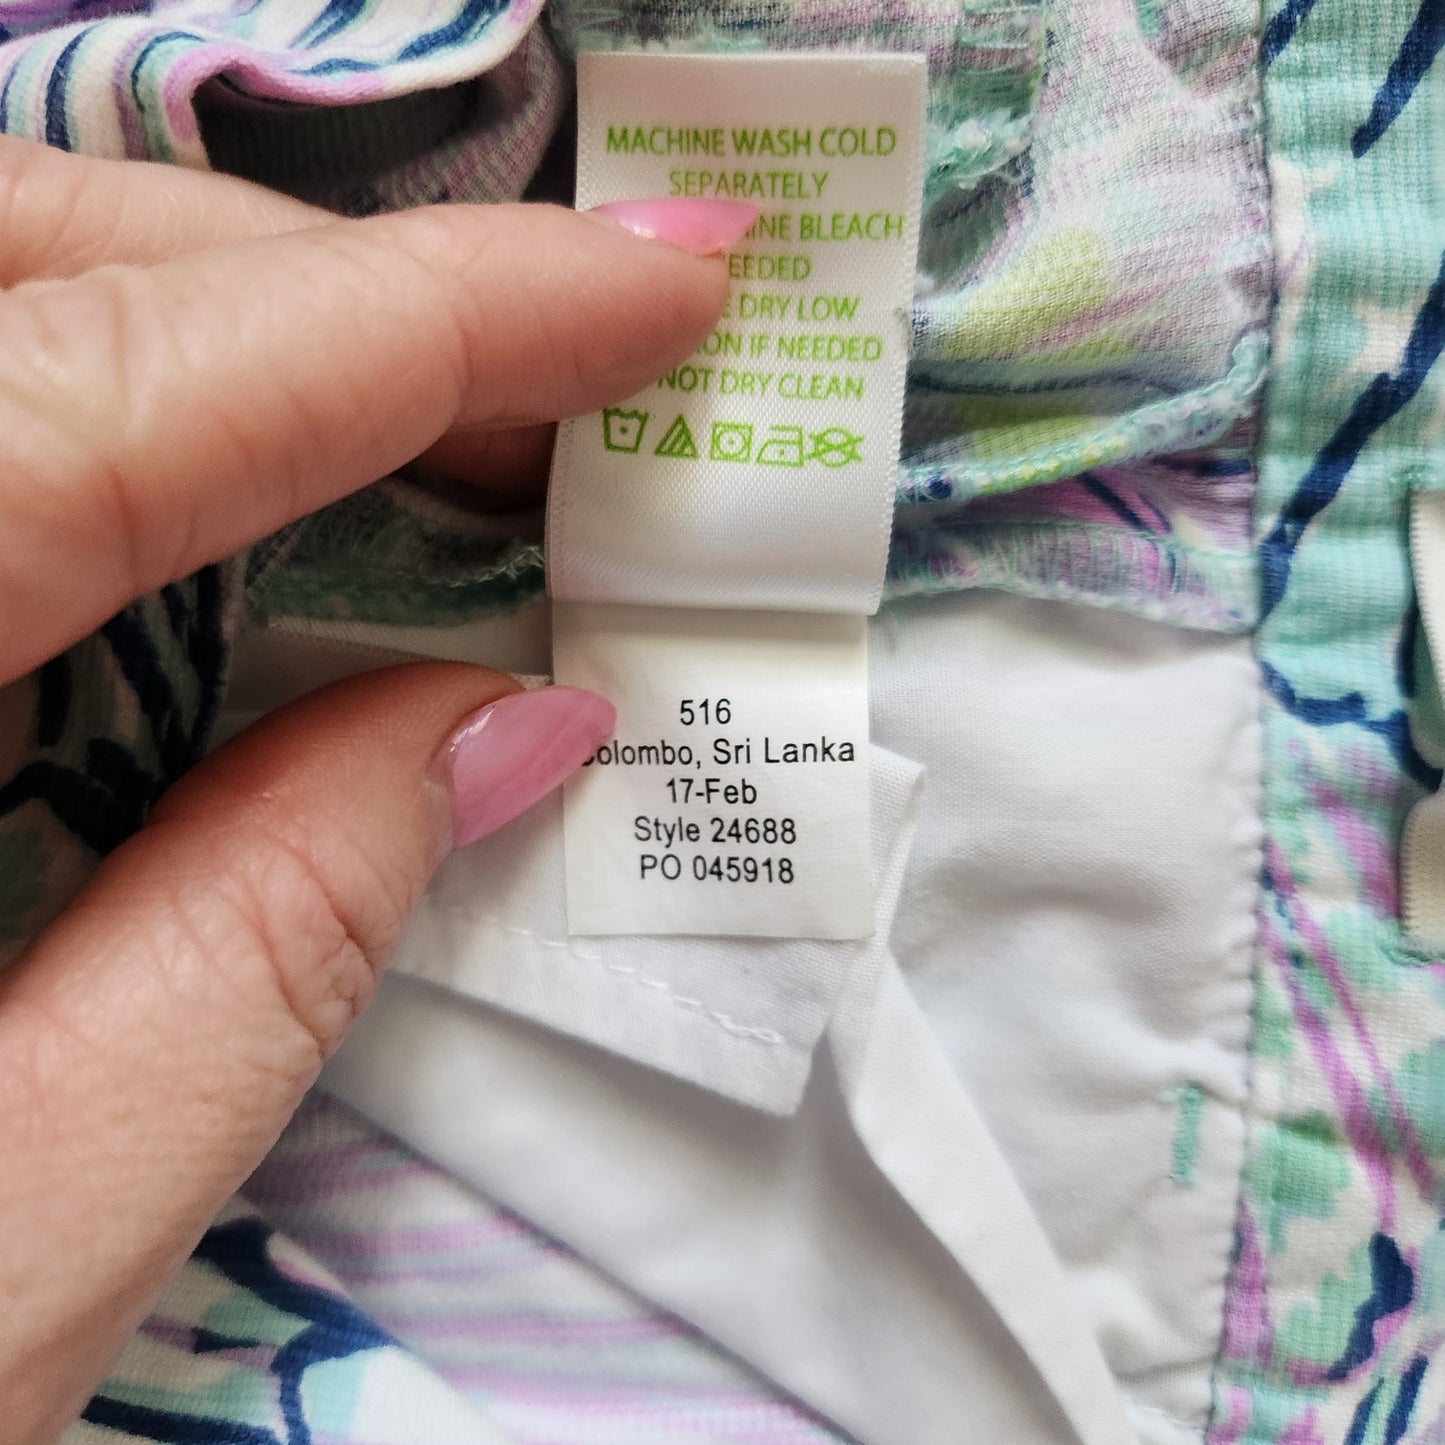 MACHINE WASH COLD
SEPARATELY
BLEACH
DRY LOW
IF NEEDED
NOT DRY CLEAN
516
Sri Lanka
17-Feb
Style 24688
PO 045918